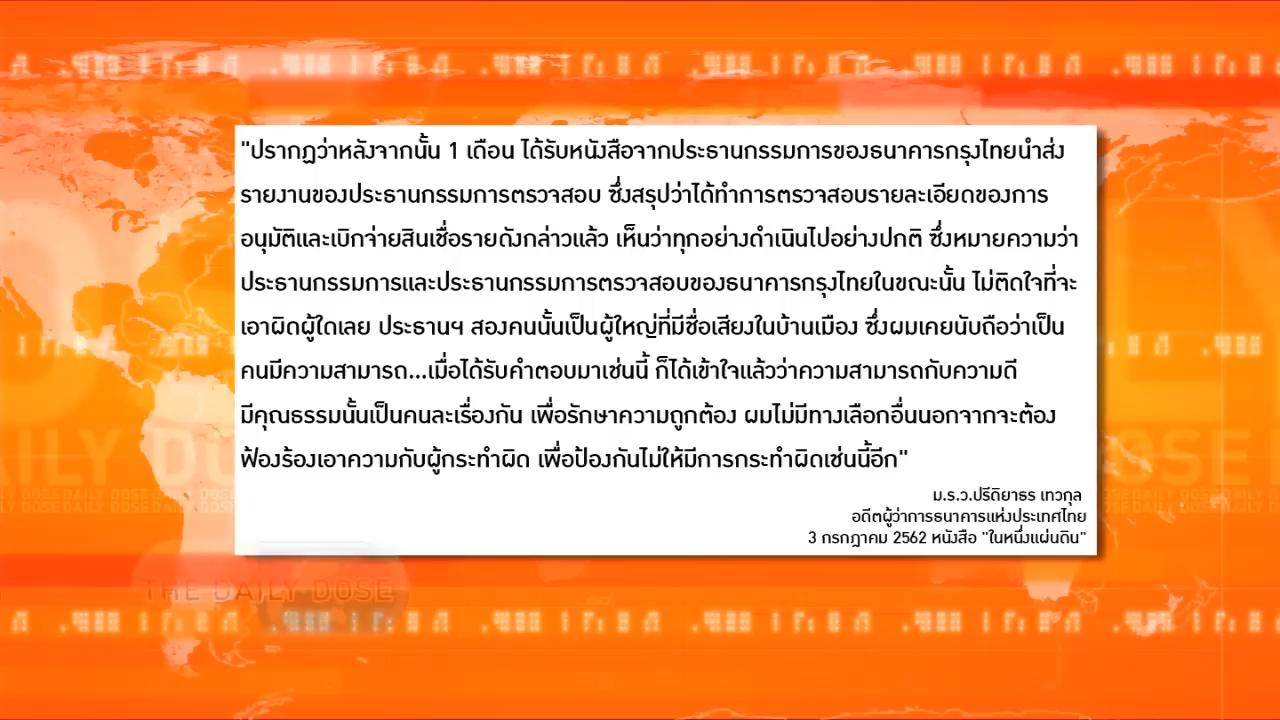 "ปรากฏว่าหลังจากนั้น 1 เดือน ได้รับหนังสือจากประธานกรรมการของธนาคารกรุงไทยนำส่ง
รายงานของประธานกรรมการตรวจสอบ ซึ่งสรุปว่าได้ทำการตรวจสอบรายละเอียดของการ
อนุมัติและเบิกจ่ายสินเชื่อรายดังกล่าวแล้ว เห็นว่าทุกอย่างดำเนินไปอย่างปกติ ซึ่งหมายความว่า
ประธานกรรมการและประธานกรรมการตรวจสอบของธนาคารกรุงไทยในขณะนั้น ไม่ติดใจที่จะ
เอาผิดผู้ใดเลย ประธานฯ สองคนนั้นเป็นผู้ใหญ่ที่มีชื่อเสียงในบ้านเมือง ซึ่งผมเคยนับถือว่าเป็น
คนมีความสามารถ...เมื่อได้รับคำตอบมาเช่นนี้ ก็ได้เข้าใจแล้วว่าความสามารถกับความดี
มีคุณธรรมนั้นเป็นคนละเรื่องกัน เพื่อรักษาความถูกต้อง ผมไม่มีทางเลือกอื่นนอกจากจะต้อง
ฟ้องร้องเอาความกับผู้กระทำผิด เพื่อป้องกันไม่ให้มีการกระทำผิดเช่นนี้อีก"
ม.ร.ว.ปรีดิยาธร เทวกุล
อดีตผู้ว่าการธนาคารแห่งประเทศไทย
3 กรกฎาคม 2562 หนังสือ "ในหนึ่งแผ่นดิน"
THE DAILY DOSE